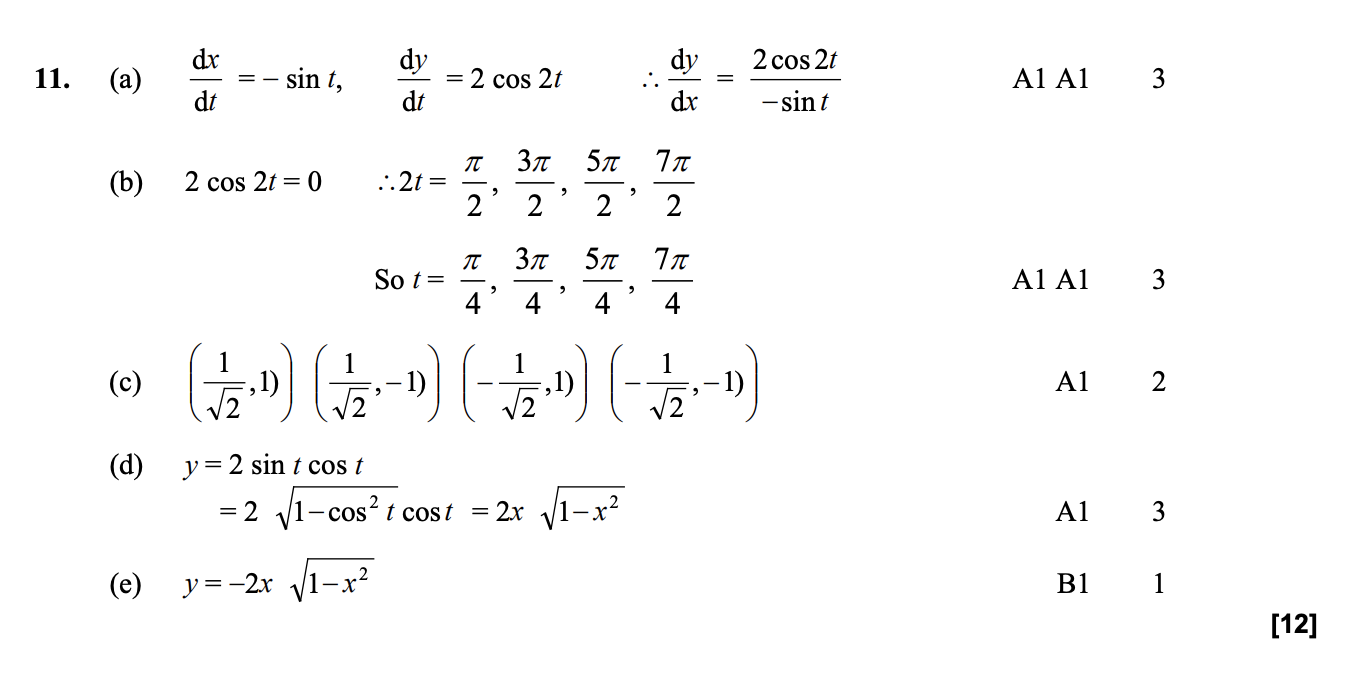 11. (a) dx/dt = – sin t, dy/dt = 2 cos 2t ∴ dy/dx = 2 cos 2t / –sin t A1 A1 3
(b) 2 cos 2t = 0 ∴ 2t = π/2, 3π/2, 5π/2, 7π/2
So t = π/4, 3π/4, 5π/4, 7π/4 A1 A1 3
(c) (1/√2, 1)) (1/√2, –1)) (–1/√2, 1)) (–1/√2, –1)) A1 2
(d) y = 2 sin t cos t
= 2 √(1–cos² t) cos t = 2x √(1–x²) A1 3
(e) y = –2x √(1–x²) B1 1
[12]